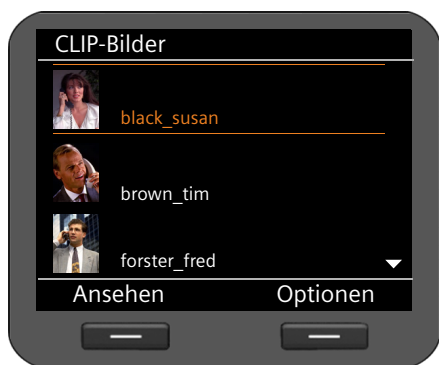 CLIP-Bilder
black_susan
brown_tim
forster_fred
Ansehen Optionen